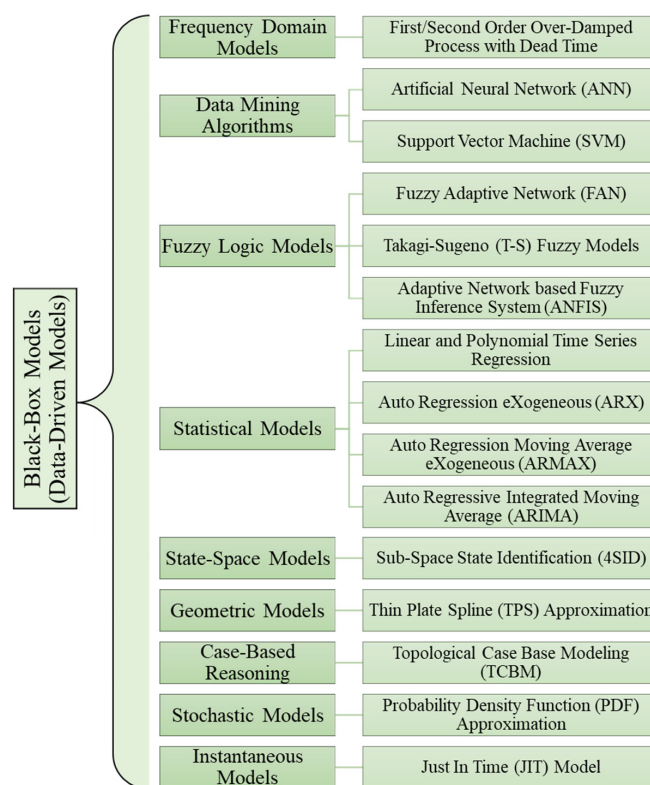 Black-Box Models
(Data-Driven Models)
Frequency Domain
Models
First/Second Order Over-Damped
Process with Dead Time
Data Mining
Algorithms
Artificial Neural Network (ANN)
Support Vector Machine (SVM)
Fuzzy Logic Models
Fuzzy Adaptive Network (FAN)
Takagi-Sugeno (T-S) Fuzzy Models
Adaptive Network based Fuzzy
Inference System (ANFIS)
Statistical Models
Linear and Polynomial Time Series
Regression
Auto Regression eXogeneous (ARX)
Auto Regression Moving Average
eXogeneous (ARMAX)
Auto Regressive Integrated Moving
Average (ARIMA)
State-Space Models
Sub-Space State Identification (4SID)
Geometric Models
Thin Plate Spline (TPS) Approximation
Case-Based
Reasoning
Topological Case Base Modeling
(TCBM)
Stochastic Models
Probability Density Function (PDF)
Approximation
Instantaneous
Models
Just In Time (JIT) Model